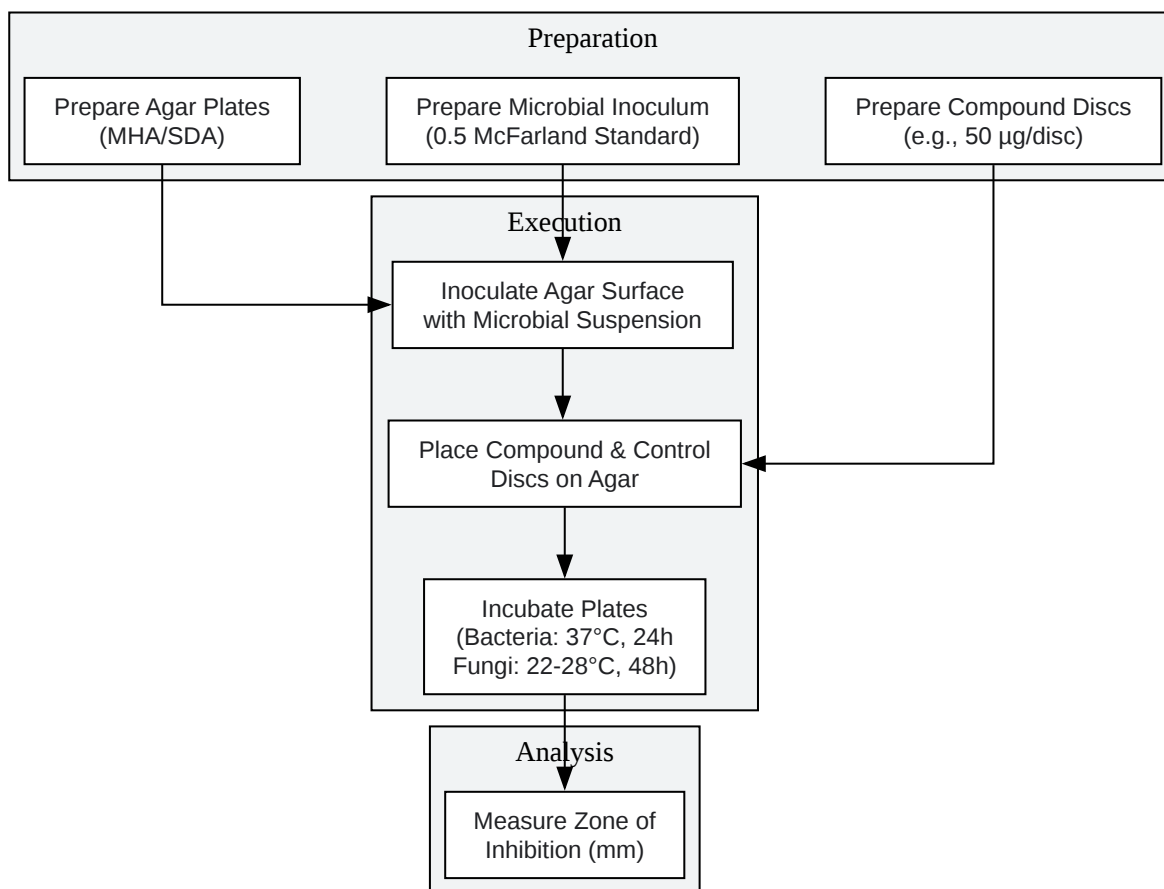 Preparation
Prepare Agar Plates
(MHA/SDA)
Prepare Microbial Inoculum
(0.5 McFarland Standard)
Prepare Compound Discs
(e.g., 50 µg/disc)
Execution
Inoculate Agar Surface
with Microbial Suspension
Place Compound & Control
Discs on Agar
Incubate Plates
(Bacteria: 37°C, 24h
Fungi: 22-28°C, 48h)
Analysis
Measure Zone of
Inhibition (mm)